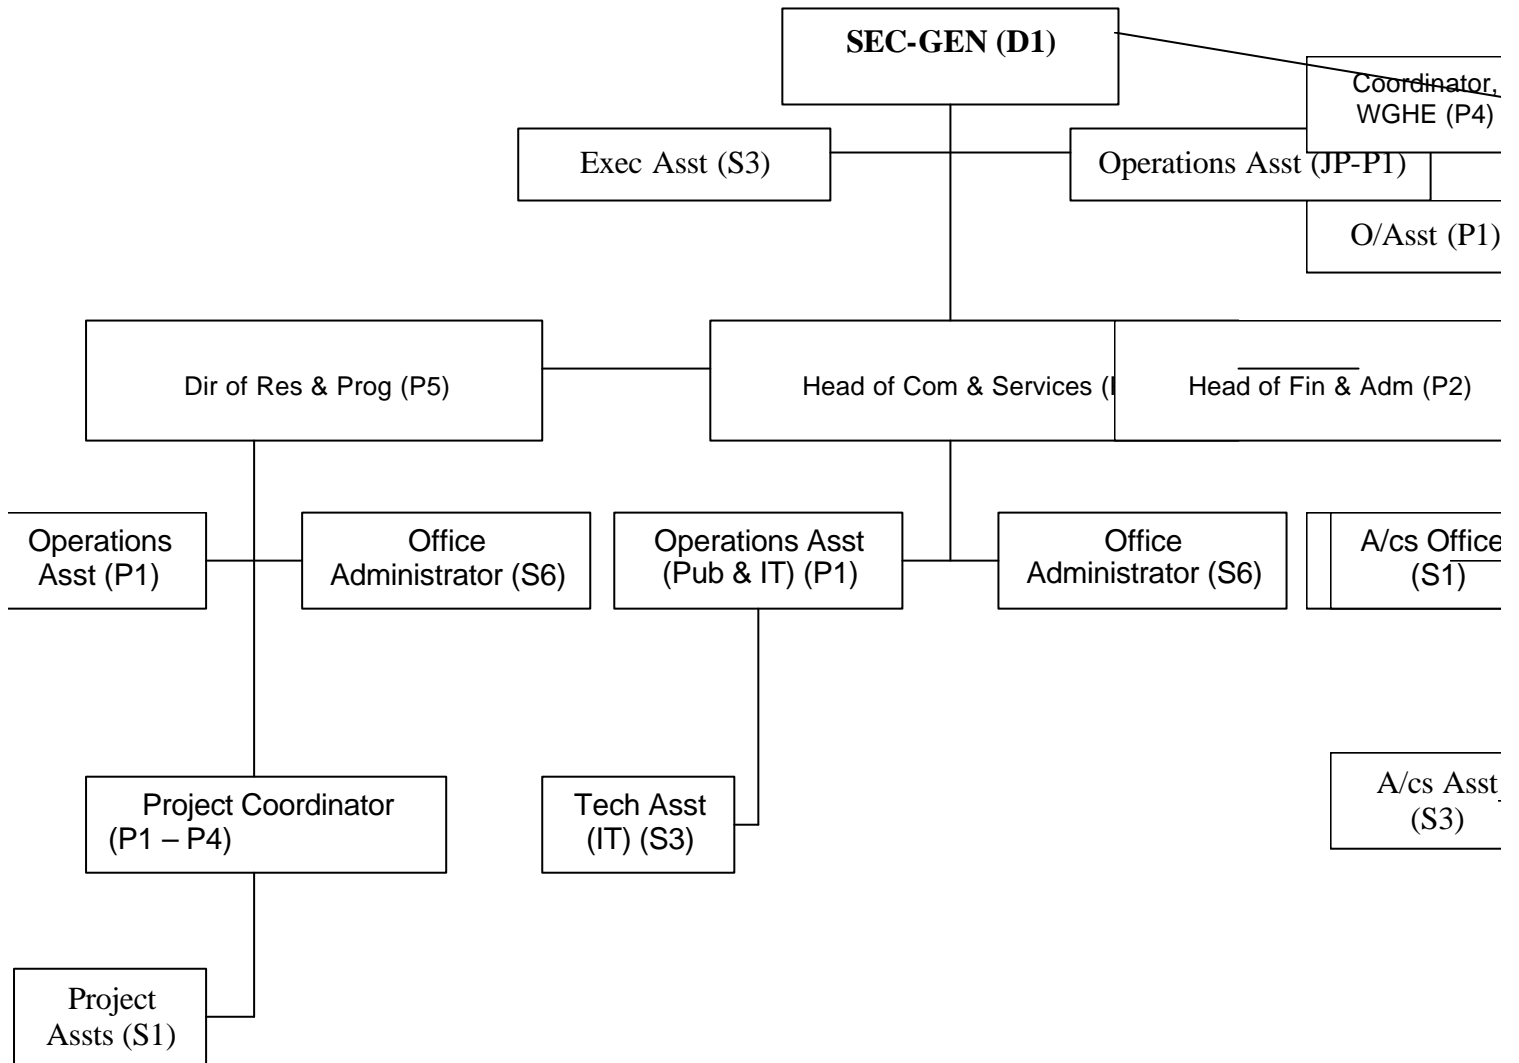 SEC-GEN (D1)
Coordinator,
WGHE (P4)
Exec Asst (S3)
Operations Asst (JP-P1)
O/Asst (P1)
Dir of Res & Prog (P5)
Head of Com & Services (
Head of Fin & Adm (P2)
Operations
Asst (P1)
Office
Administrator (S6)
Operations Asst
(Pub & IT) (P1)
Office
Administrator (S6)
A/cs Office
(S1)
Project Coordinator
(P1 – P4)
Tech Asst
(IT) (S3)
A/cs Asst
(S3)
Project
Assts (S1)